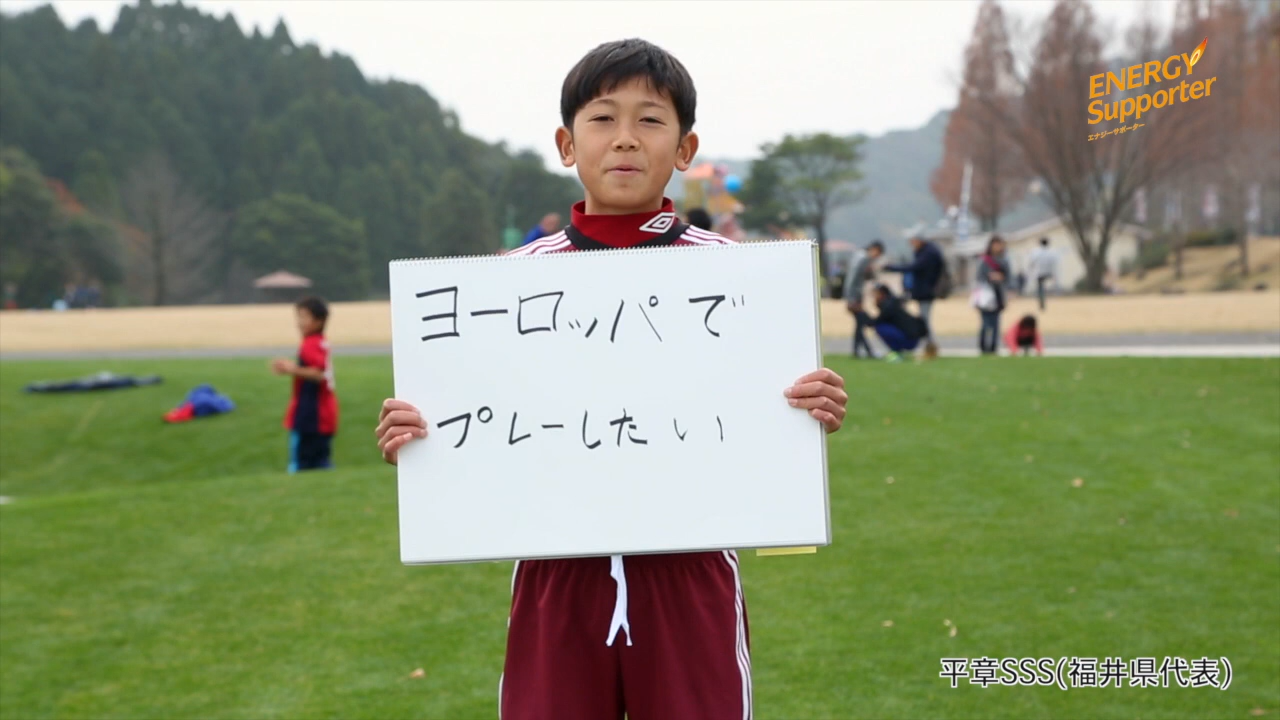 ENERGY
Supporter
エナジーサポーター
ヨーロッパで
プレーしたい
平章SSS(福井県代表)